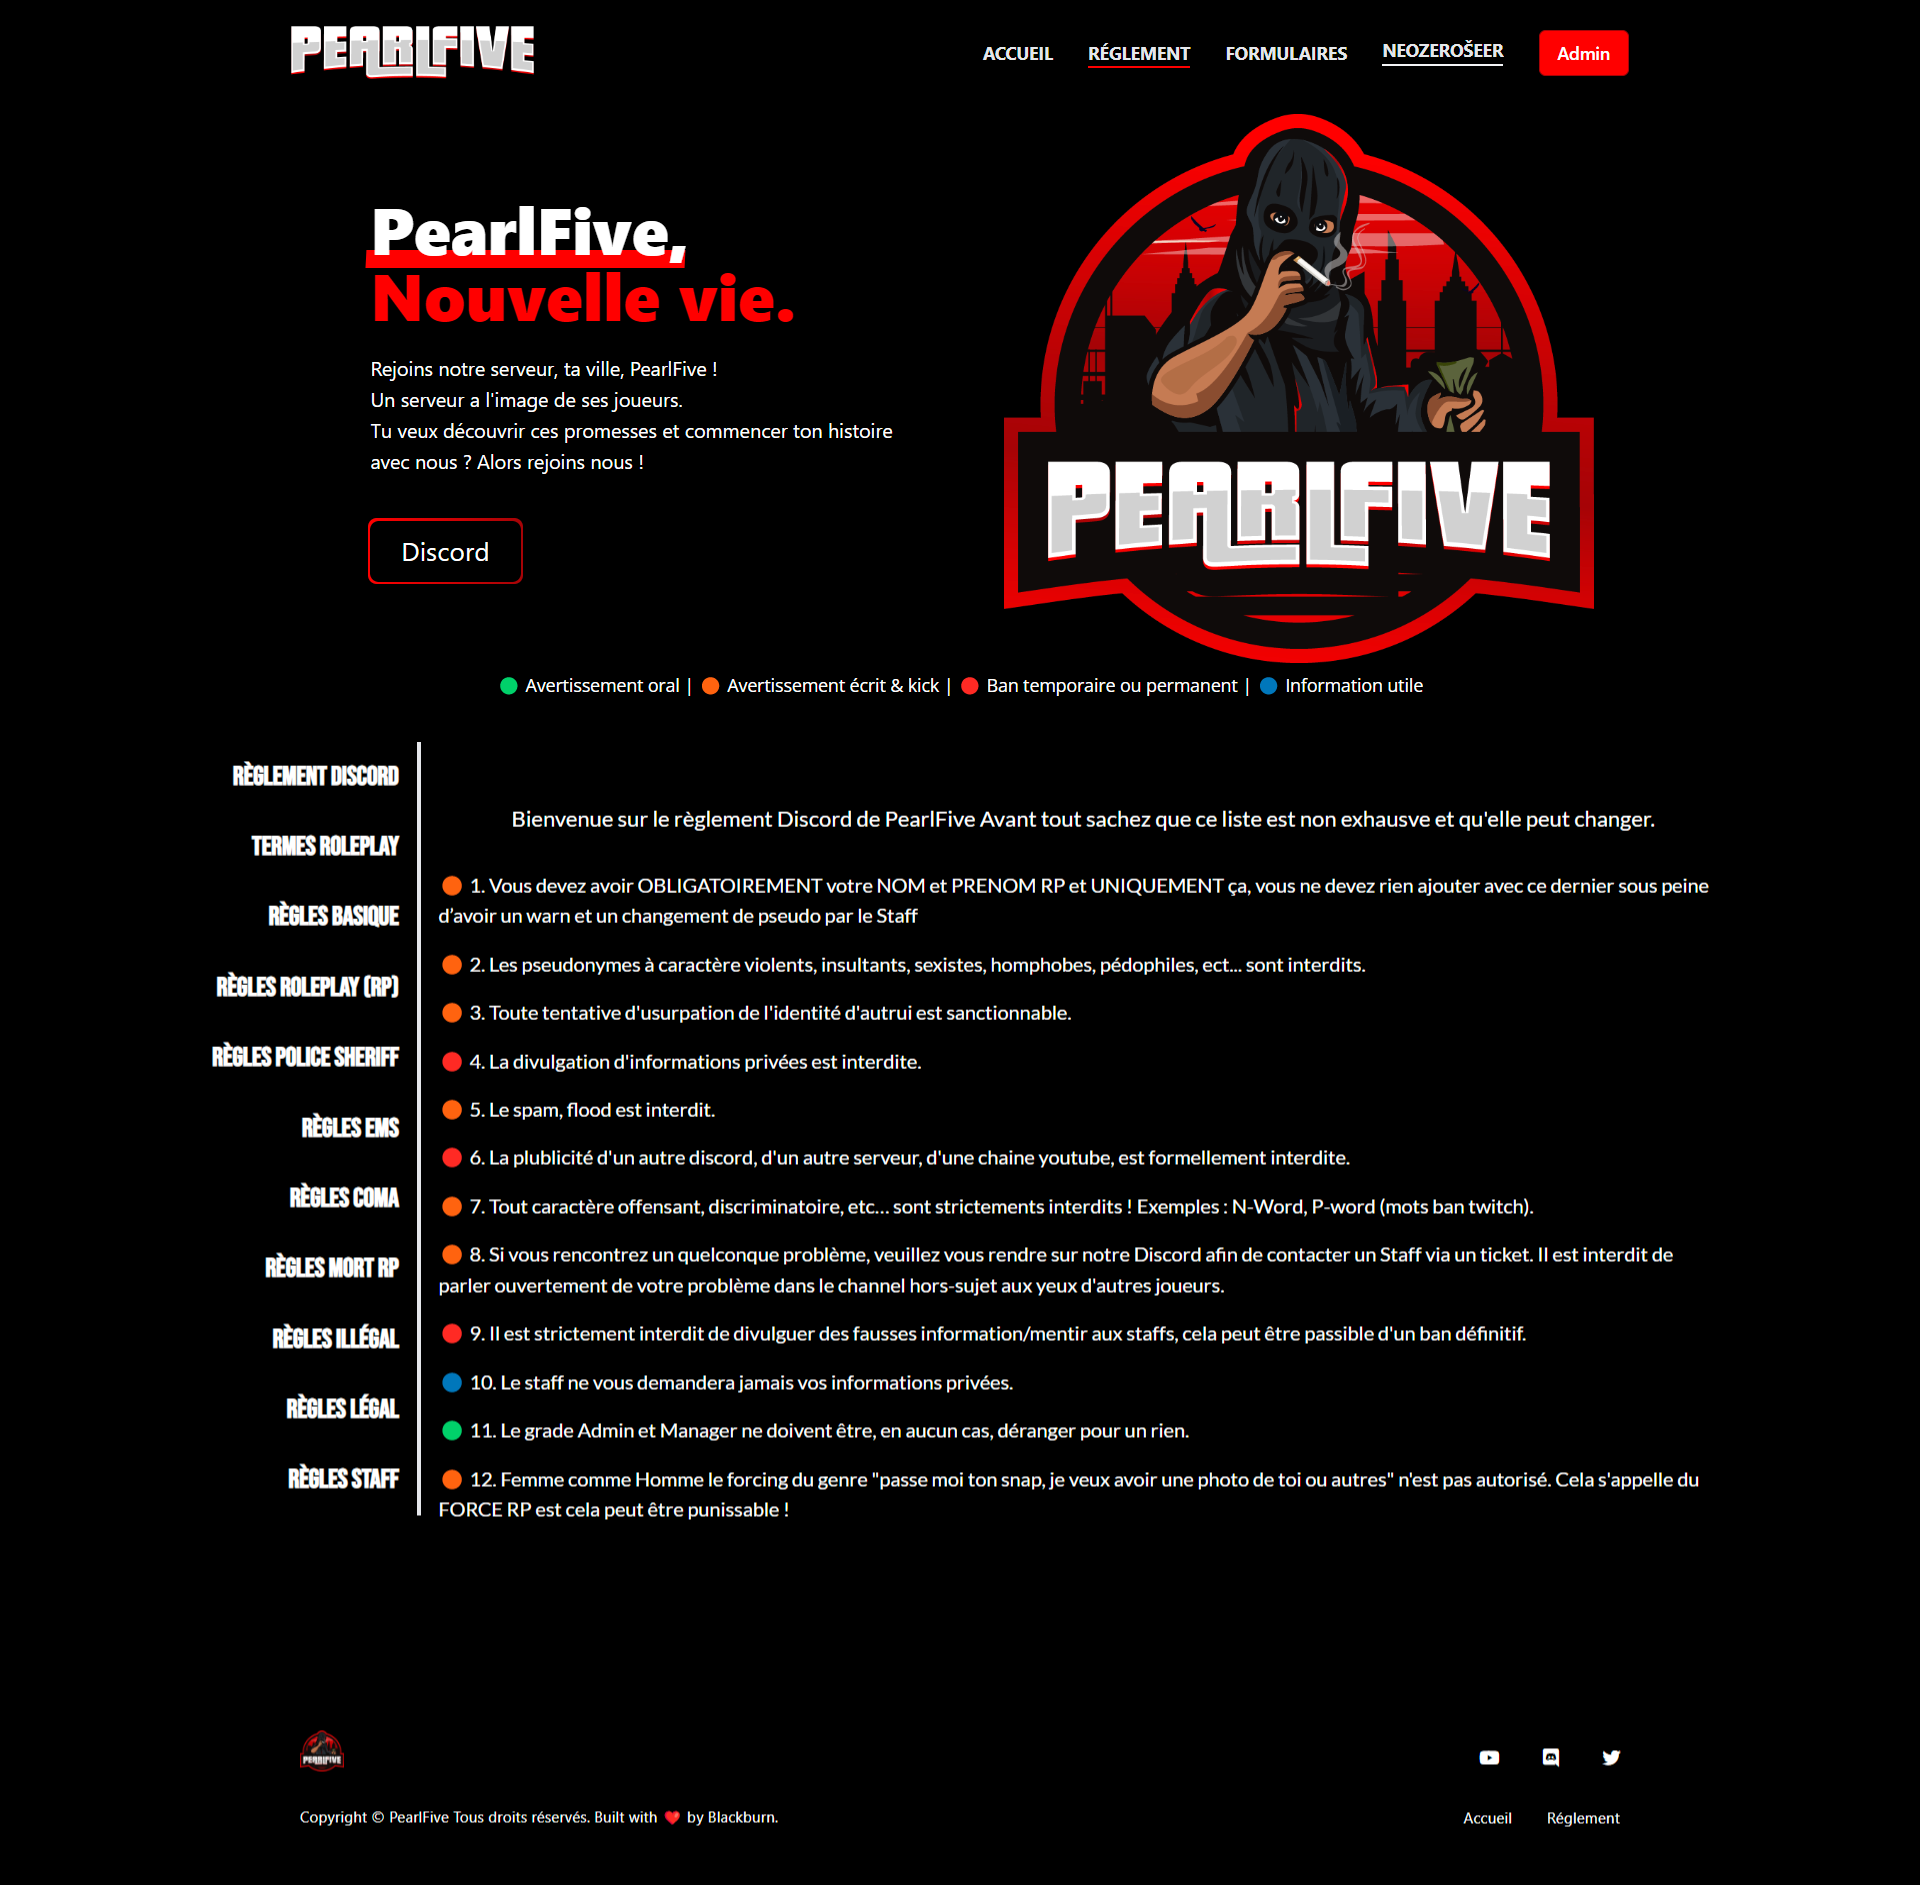 PEARLFIVE
ACCUEIL
RÉGLEMENT
FORMULAIRES
NEOZEROŠEER
Admin
PearlFive,
Nouvelle vie.
Rejoins notre serveur, ta ville, PearlFive !
Un serveur a l'image de ses joueurs.
Tu veux découvrir ces promesses et commencer ton histoire
avec nous ? Alors rejoins nous !
Discord
PEARLFIVE
Avertissement oral | Avertissement écrit & kick | Ban temporaire ou permanent | Information utile
RÈGLEMENT DISCORD
TERMES ROLEPLAY
RÈGLES BASIQUE
RÈGLES ROLEPLAY (RP)
RÈGLES POLICE SHERIFF
RÈGLES EMS
RÈGLES COMA
RÈGLES MORT RP
RÈGLES ILLÉGAL
RÈGLES LÉGAL
RÈGLES STAFF
Bienvenue sur le règlement Discord de PearlFive Avant tout sachez que ce liste est non exhausve et qu'elle peut changer.
1. Vous devez avoir OBLIGATOIREMENT votre NOM et PRENOM RP et UNIQUEMENT ça, vous ne devez rien ajouter avec ce dernier sous peine
d’avoir un warn et un changement de pseudo par le Staff
2. Les pseudonymes à caractère violents, insultants, sexistes, homphobes, pédophiles, ect... sont interdits.
3. Toute tentative d'usurpation de l'identité d'autrui est sanctionnable.
4. La divulgation d'informations privées est interdite.
5. Le spam, flood est interdit.
6. La plublicité d'un autre discord, d'un autre serveur, d'une chaine youtube, est formellement interdite.
7. Tout caractère offensant, discriminatoire, etc... sont strictements interdits ! Exemples : N-Word, P-word (mots ban twitch).
8. Si vous rencontrez un quelconque problème, veuillez vous rendre sur notre Discord afin de contacter un Staff via un ticket. Il est interdit de
parler ouvertement de votre problème dans le channel hors-sujet aux yeux d'autres joueurs.
9. Il est strictement interdit de divulguer des fausses information/mentir aux staffs, cela peut être passible d'un ban définitif.
10. Le staff ne vous demandera jamais vos informations privées.
11. Le grade Admin et Manager ne doivent être, en aucun cas, déranger pour un rien.
12. Femme comme Homme le forcing du genre "passe moi ton snap, je veux avoir une photo de toi ou autres" n'est pas autorisé. Cela s'appelle du
FORCE RP est cela peut être punissable !
PEARLFIVE
Copyright © PearlFive Tous droits réservés. Built with ❤️ by Blackburn.
Accueil
Réglement